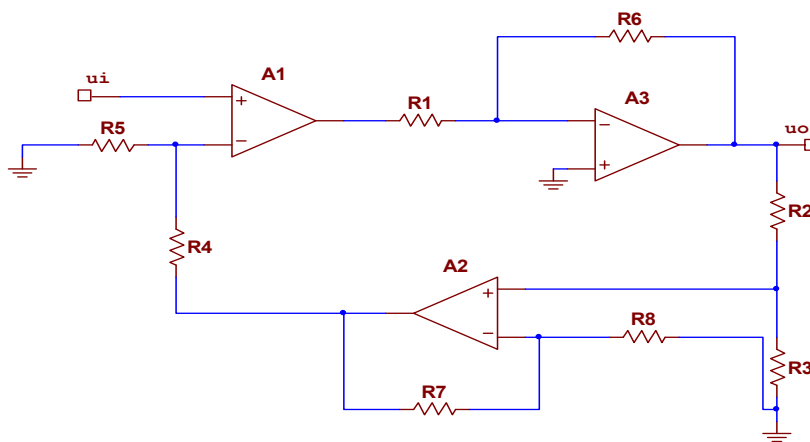 R6
A1
ui
A3
R1
+
R5
−
−
uo
+
R2
R4
A2
+
R8
−
R3
R7